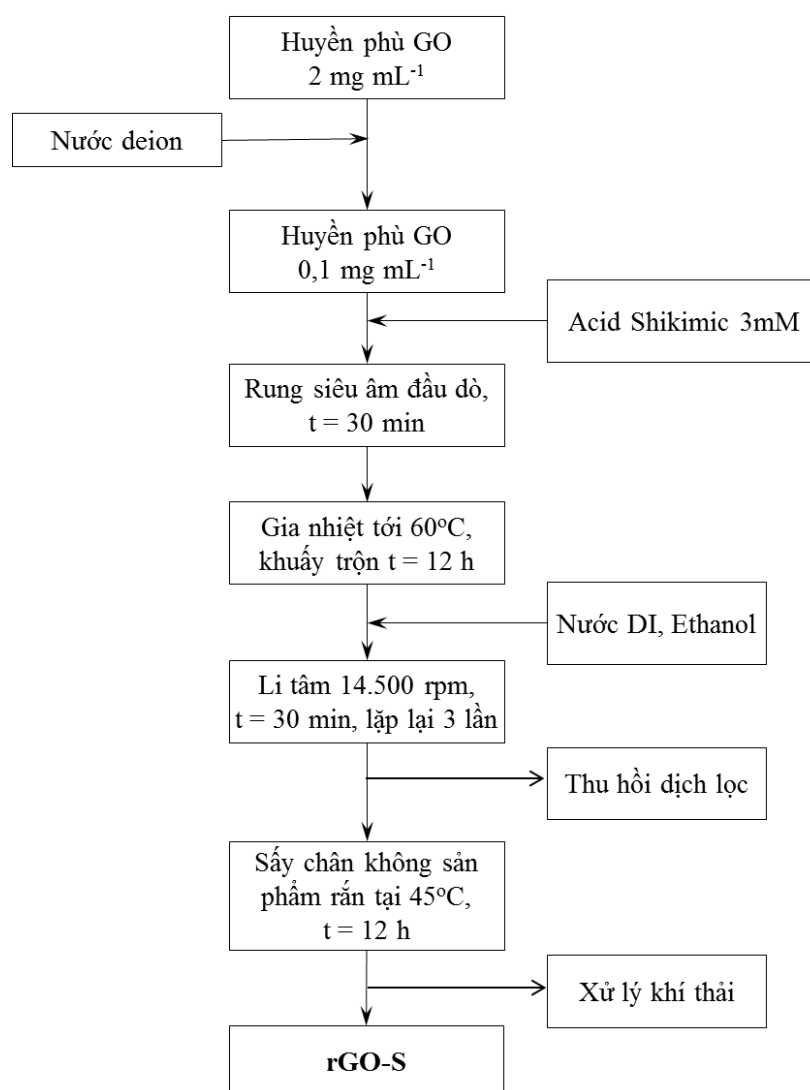 Huyền phù GO
2 mg mL⁻¹
Nước deion
Huyền phù GO
0,1 mg mL⁻¹
Acid Shikimic 3mM
Rung siêu âm đầu dò,
t = 30 min
Gia nhiệt tới 60°C,
khuấy trộn t = 12 h
Nước DI, Ethanol
Li tâm 14.500 rpm,
t = 30 min, lặp lại 3 lần
Thu hồi dịch lọc
Sấy chân không sản
phẩm rắn tại 45°C,
t = 12 h
Xử lý khí thải
rGO-S